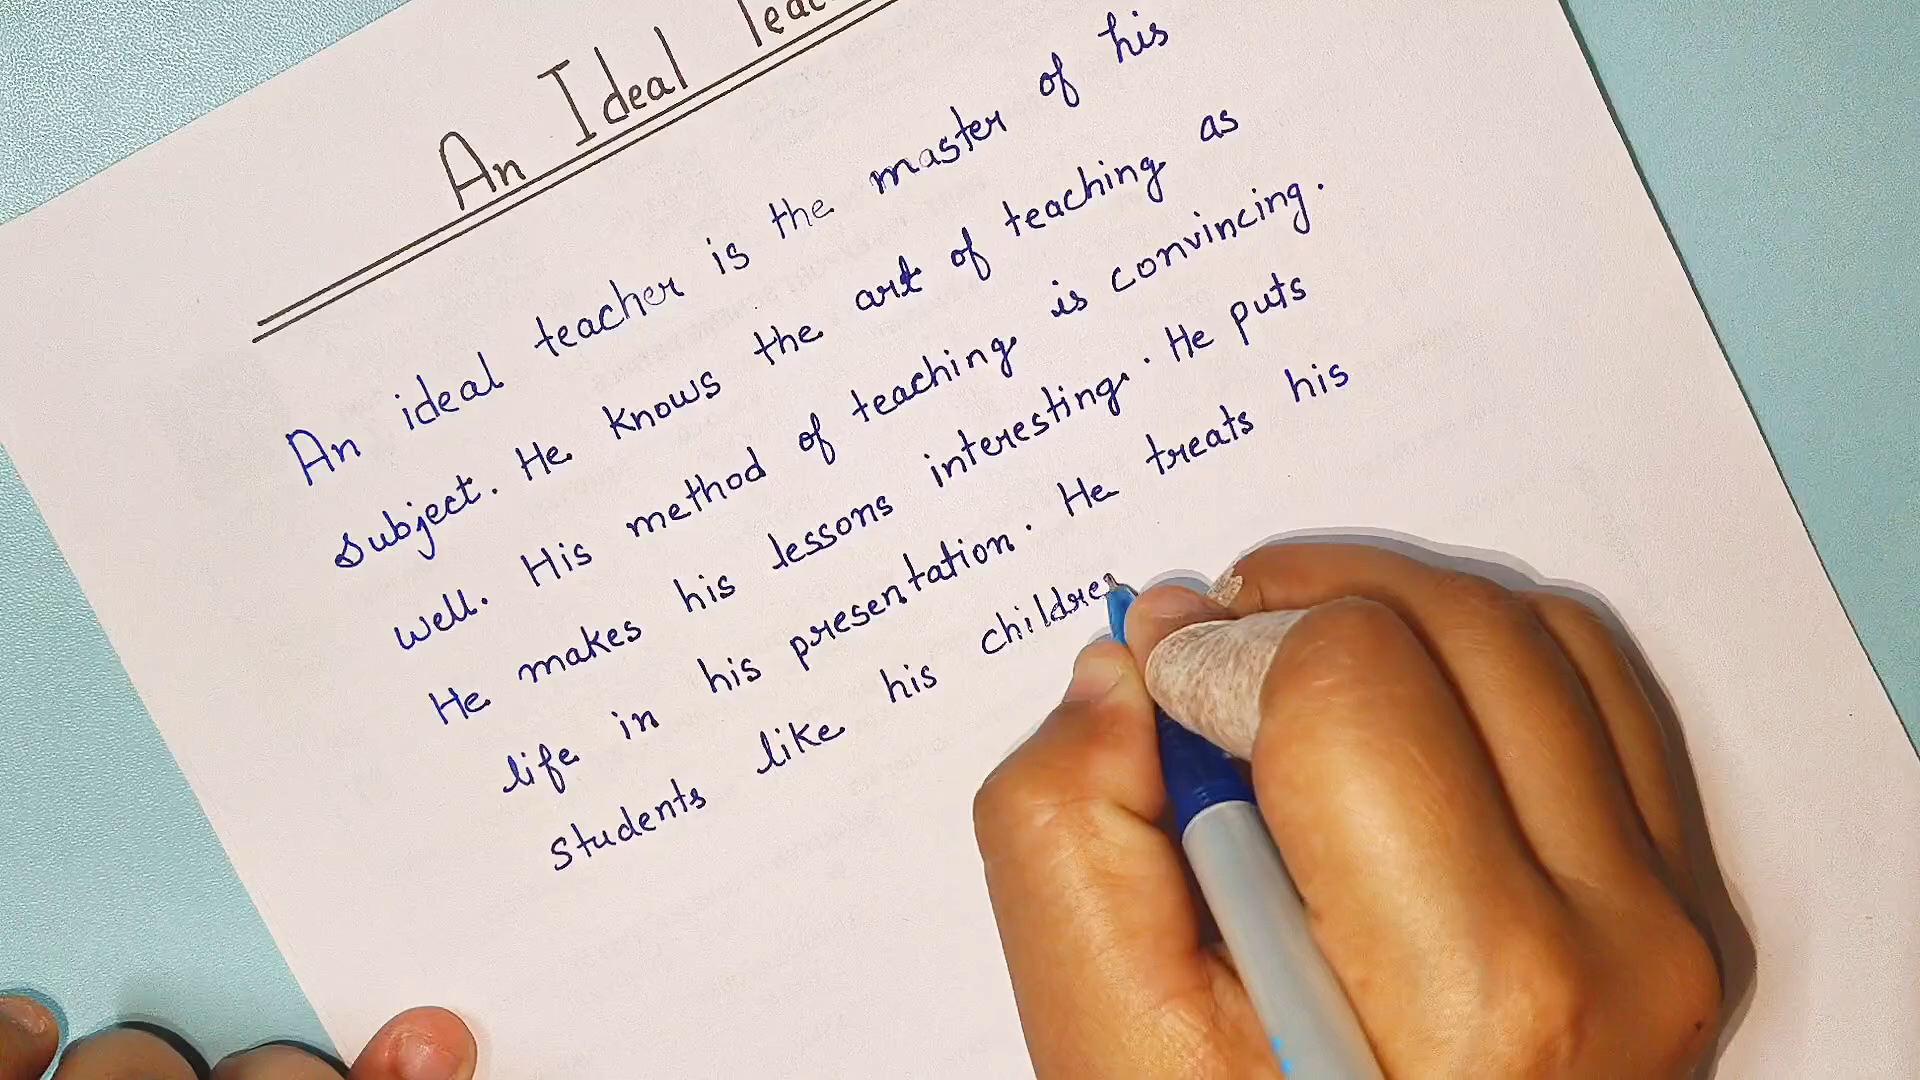 An Ideal Teac
An ideal teacher is the master of his
subject. He knows the art of teaching as
well. His method of teaching is convincing.
He makes his lessons interesting. He puts
life in his presentation. He treats his
students like his childre